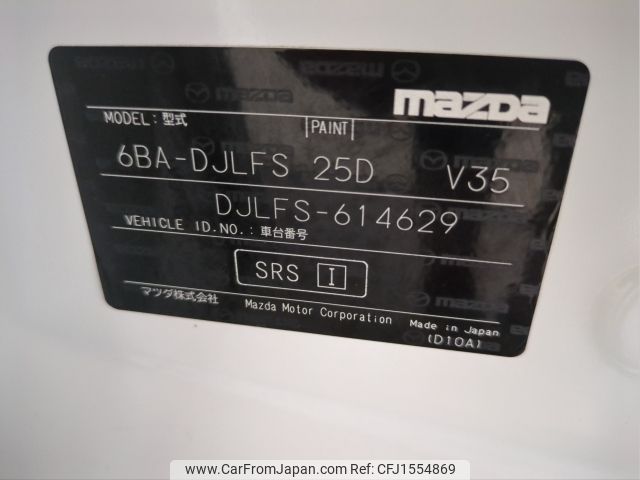 mazda
MODEL: 型式 PAINT
6BA-DJLFS 25D V35
DJLFS-614629
VEHICLE ID.NO.: 車台番号
SRS I
マツダ株式会社 Mazda Motor Corporation Made in Japan
(D10A)
www.CarFromJapan.com - CFJ1554869